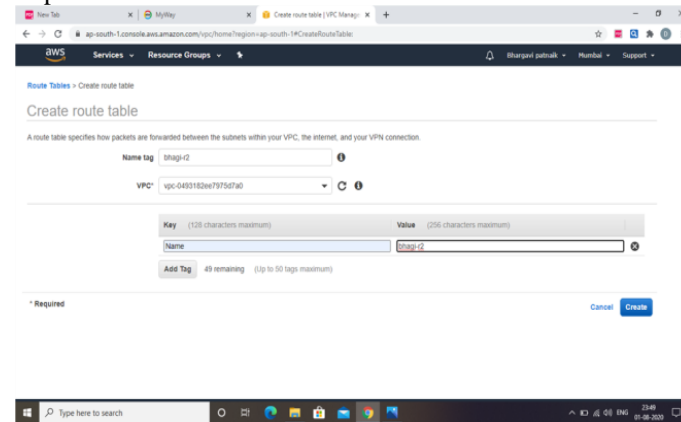 New Tab
MyWay
Create route table | VPC Manage
ap-south-1.console.aws.amazon.com/vpc/home?region=ap-south-1#CreateRouteTable:
aws Services Resource Groups Bhargavi patnaik Mumbai Support
Route Tables > Create route table
Create route table
A route table specifies how packets are forwarded between the subnets within your VPC, the internet, and your VPN connection.
Name tag bhagi-r2
VPC* vpc-0493182ee7975d7a0
Key (128 characters maximum) Value (256 characters maximum)
Name bhagi-r2
Add Tag 49 remaining (Up to 50 tags maximum)
* Required Cancel Create
Type here to search ENG 23:49
01-08-2020